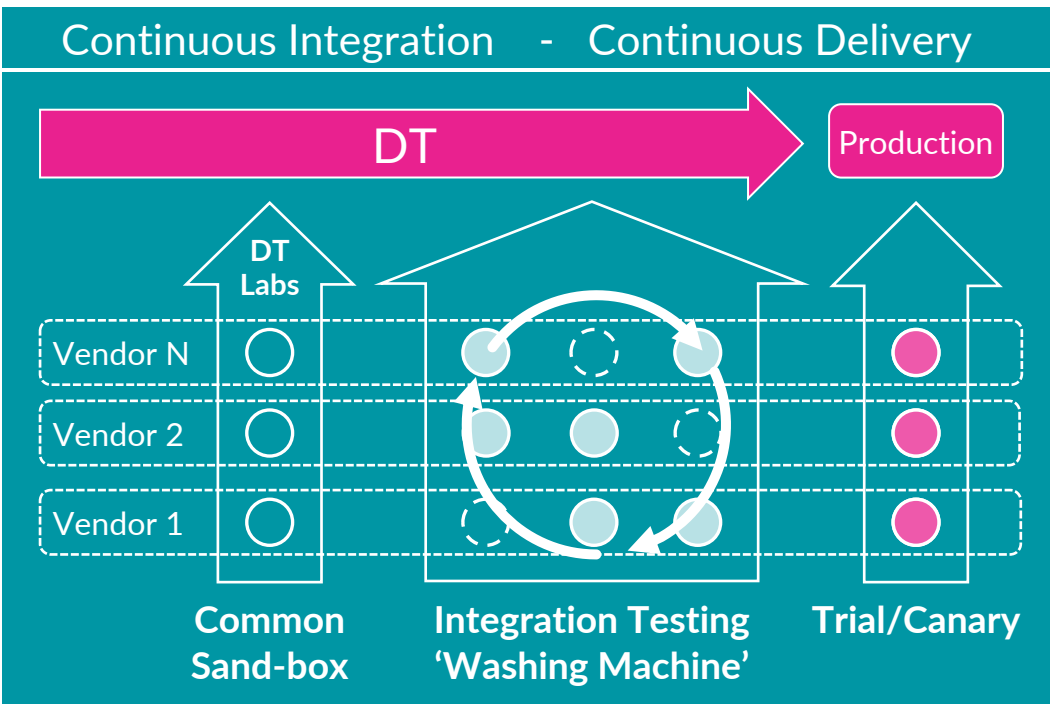 Continuous Integration - Continuous Delivery
DT
Production
DT
Labs
Vendor N
Vendor 2
Vendor 1
Common
Sand-box
Integration Testing
‘Washing Machine’
Trial/Canary